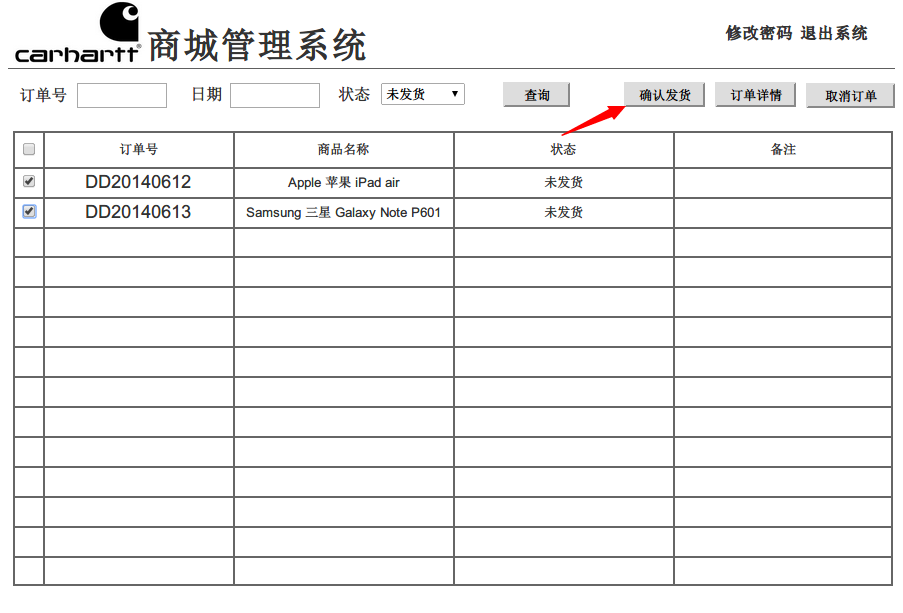 carhartt® 商城管理系统
修改密码 退出系统
订单号 日期 状态 未发货 查询 确认发货 订单详情 取消订单
订单号 商品名称 状态 备注
DD20140612 Apple 苹果 iPad air 未发货
DD20140613 Samsung 三星 Galaxy Note P601 未发货